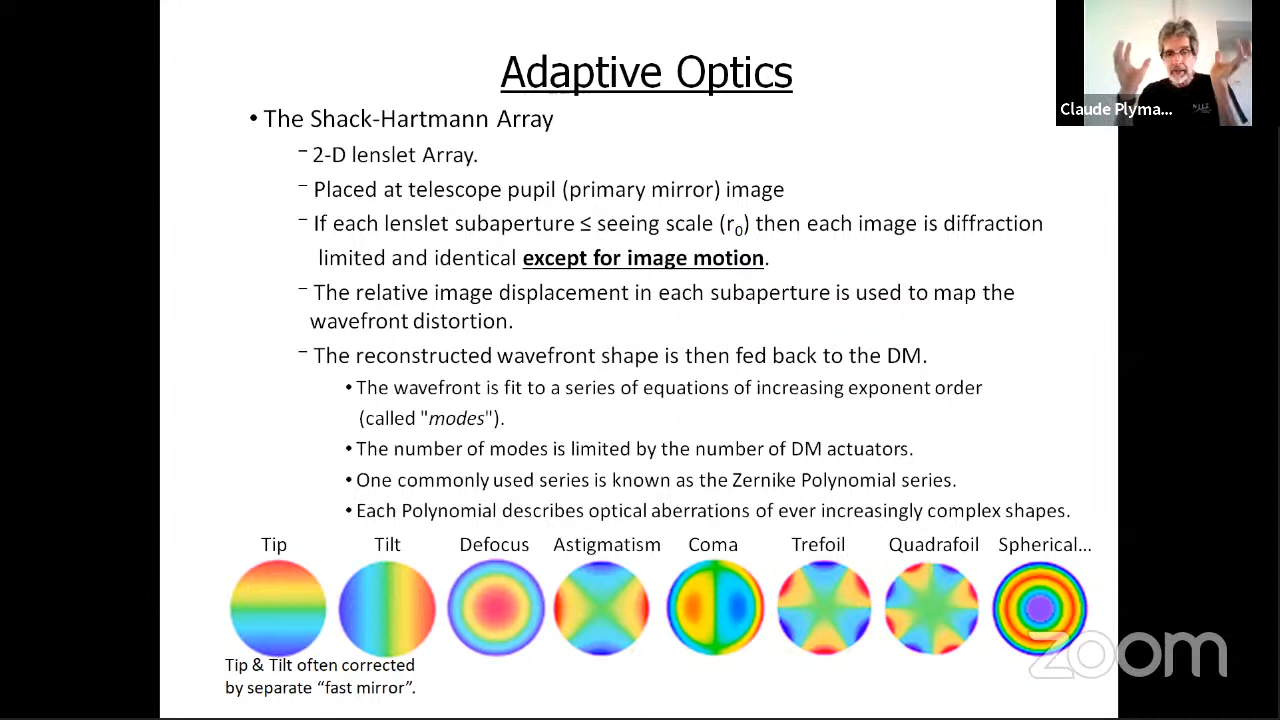 Adaptive Optics
Claude Plyma...
• The Shack-Hartmann Array
– 2-D lenslet Array.
– Placed at telescope pupil (primary mirror) image
– If each lenslet subaperture ≤ seeing scale (r₀) then each image is diffraction
limited and identical except for image motion.
– The relative image displacement in each subaperture is used to map the
wavefront distortion.
– The reconstructed wavefront shape is then fed back to the DM.
• The wavefront is fit to a series of equations of increasing exponent order
(called "modes").
• The number of modes is limited by the number of DM actuators.
• One commonly used series is known as the Zernike Polynomial series.
• Each Polynomial describes optical aberrations of ever increasingly complex shapes.
Tip Tilt Defocus Astigmatism Coma Trefoil Quadrafoil Spherical...
Tip & Tilt often corrected
by separate “fast mirror”.
zoom